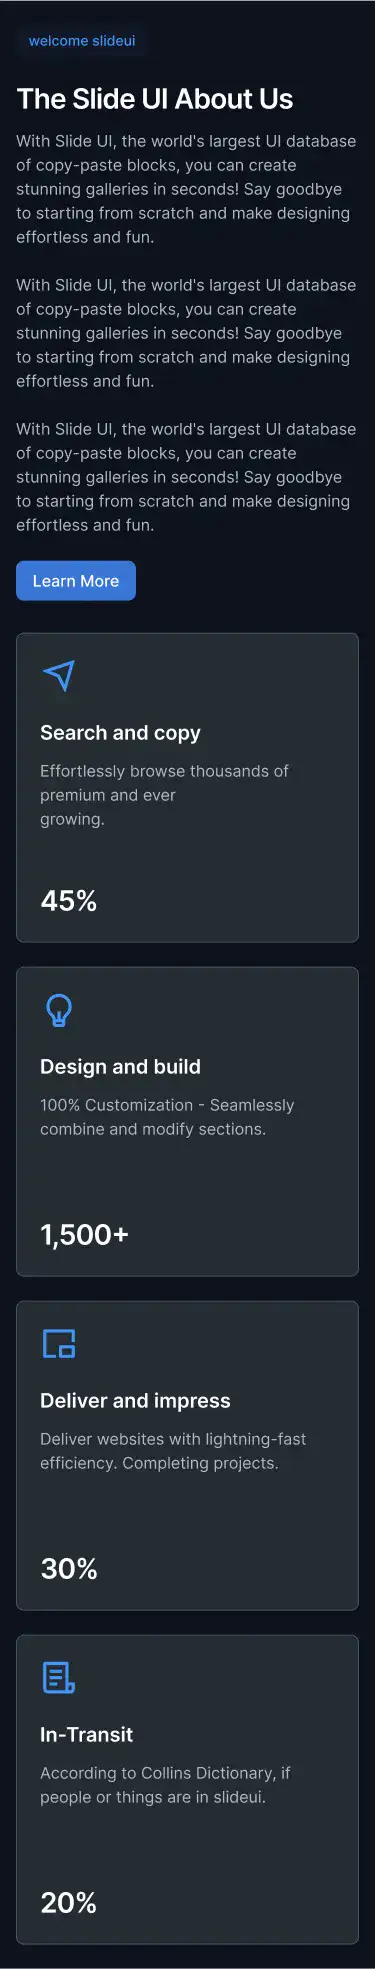 welcome slideui
The Slide UI About Us
With Slide UI, the world's largest UI database
of copy-paste blocks, you can create
stunning galleries in seconds! Say goodbye
to starting from scratch and make designing
effortless and fun.
With Slide UI, the world's largest UI database
of copy-paste blocks, you can create
stunning galleries in seconds! Say goodbye
to starting from scratch and make designing
effortless and fun.
With Slide UI, the world's largest UI database
of copy-paste blocks, you can create
stunning galleries in seconds! Say goodbye
to starting from scratch and make designing
effortless and fun.
Learn More
Search and copy
Effortlessly browse thousands of
premium and ever
growing.
45%
Design and build
100% Customization - Seamlessly
combine and modify sections.
1,500+
Deliver and impress
Deliver websites with lightning-fast
efficiency. Completing projects.
30%
In-Transit
According to Collins Dictionary, if
people or things are in slideui.
20%